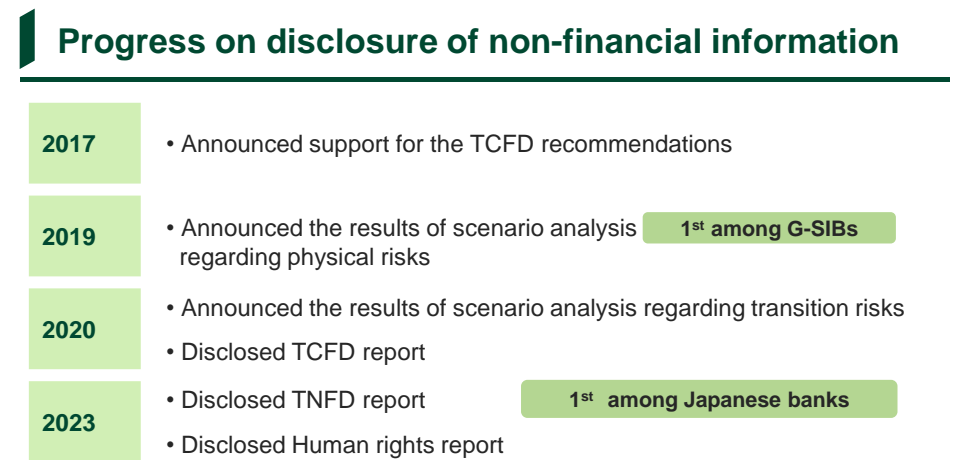 Progress on disclosure of non-financial information
2017
• Announced support for the TCFD recommendations
2019
• Announced the results of scenario analysis 1st among G-SIBs
regarding physical risks
2020
• Announced the results of scenario analysis regarding transition risks
• Disclosed TCFD report
2023
• Disclosed TNFD report 1st among Japanese banks
• Disclosed Human rights report